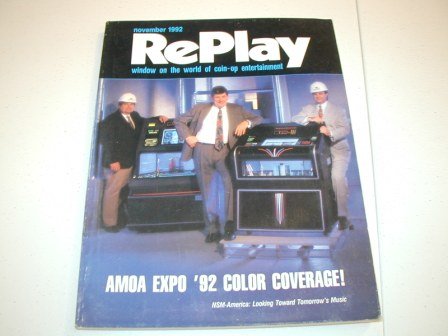 november 1992
RePlay
window on the world of coin-op entertainment
AMOA EXPO '92 COLOR COVERAGE!
NSM-America: Looking Toward Tomorrow's Music